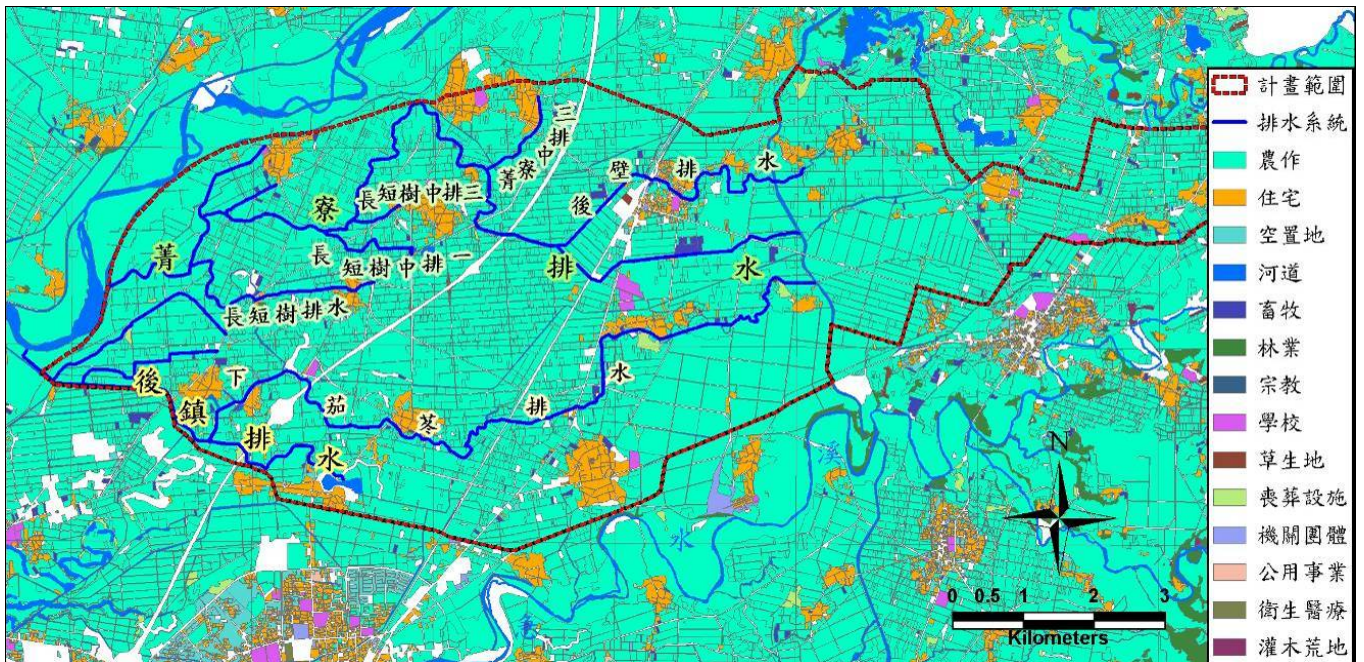 三排中寮菁
後壁排水
長短樹中排三
菁寮排水
長短樹中排一
長短樹排水
後鎮排水
下茄苳排水
溪
水
N
0 0.5 1 2 3
Kilometers
計畫範圍
排水系統
農作
住宅
空置地
河道
畜牧
林業
宗教
學校
草生地
喪葬設施
機關團體
公用事業
衛生醫療
灌木荒地